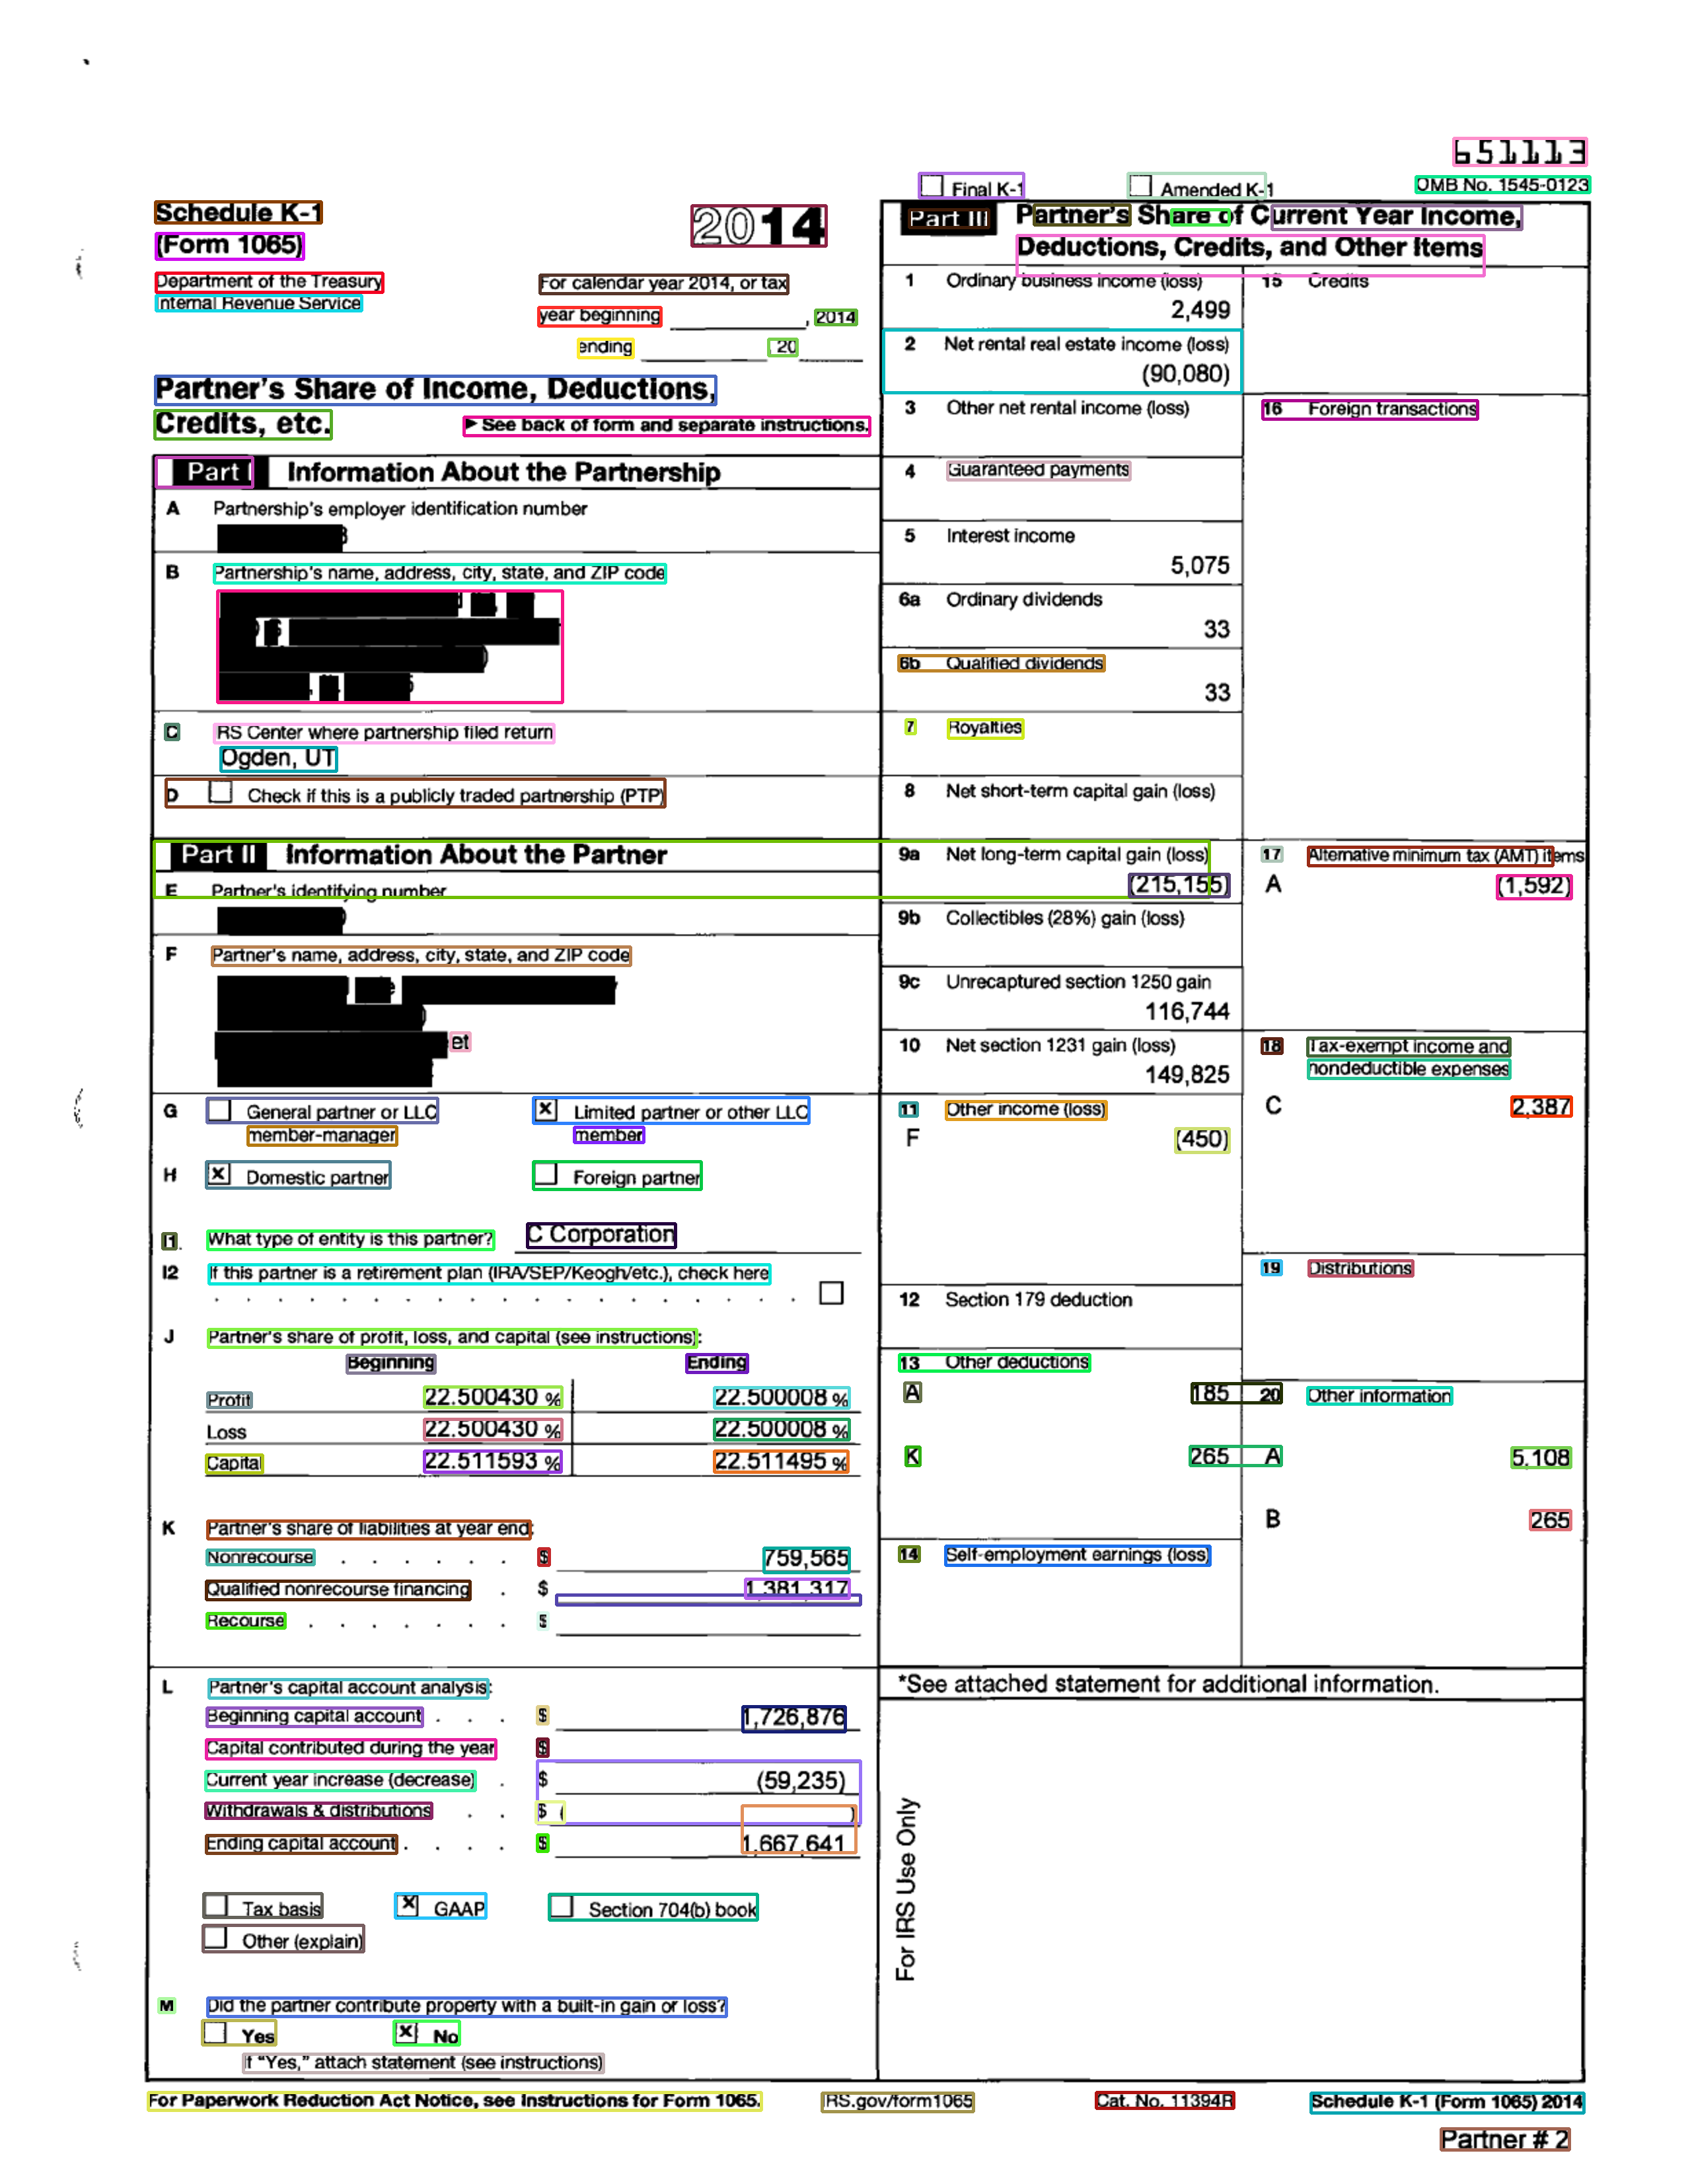 651113
Final K-1 Amended K-1 OMB No. 1545-0123
Schedule K-1
(Form 1065)
2014
Department of the Treasury
Internal Revenue Service
For calendar year 2014, or tax
year beginning , 2014
ending 20
Partner's Share of Income, Deductions,
Credits, etc.
► See back of form and separate instructions.
Part I Information About the Partnership
A Partnership's employer identification number
B Partnership's name, address, city, state, and ZIP code
C IRS Center where partnership filed return
Ogden, UT
D Check if this is a publicly traded partnership (PTP)
Part II Information About the Partner
E Partner's identifying number
F Partner's name, address, city, state, and ZIP code
et
G General partner or LLC
member-manager
X Limited partner or other LLC
member
H X Domestic partner Foreign partner
I1 What type of entity is this partner? C Corporation
I2 If this partner is a retirement plan (IRA/SEP/Keogh/etc.), check here
J Partner's share of profit, loss, and capital (see instructions):
Beginning Ending
Profit 22.500430 % 22.500008 %
Loss 22.500430 % 22.500008 %
Capital 22.511593 % 22.511495 %
K Partner's share of liabilities at year end:
Nonrecourse . . . . . . $ 759,565
Qualified nonrecourse financing . $ 1,381,317
Recourse . . . . . . . $
L Partner's capital account analysis:
Beginning capital account . . . $ 1,726,876
Capital contributed during the year $
Current year increase (decrease) . $ (59,235)
Withdrawals & distributions . . $ ( )
Ending capital account . . . . $ 1,667,641
Tax basis X GAAP Section 704(b) book
Other (explain)
M Did the partner contribute property with a built-in gain or loss?
Yes X No
If "Yes," attach statement (see instructions)
Part III Partner's Share of Current Year Income,
Deductions, Credits, and Other Items
1 Ordinary business income (loss)
2,499
2 Net rental real estate income (loss)
(90,080)
3 Other net rental income (loss)
4 Guaranteed payments
5 Interest income
5,075
6a Ordinary dividends
33
6b Qualified dividends
33
7 Royalties
8 Net short-term capital gain (loss)
9a Net long-term capital gain (loss)
(215,155)
9b Collectibles (28%) gain (loss)
9c Unrecaptured section 1250 gain
116,744
10 Net section 1231 gain (loss)
149,825
11 Other income (loss)
F (450)
12 Section 179 deduction
13 Other deductions
A 185
K 265
14 Self-employment earnings (loss)
15 Credits
16 Foreign transactions
17 Alternative minimum tax (AMT) items
A (1,592)
18 Tax-exempt income and
nondeductible expenses
C 2,387
19 Distributions
20 Other information
A 5,108
B 265
*See attached statement for additional information.
For IRS Use Only
For Paperwork Reduction Act Notice, see Instructions for Form 1065. IRS.gov/form1065 Cat. No. 11394R Schedule K-1 (Form 1065) 2014
Partner # 2